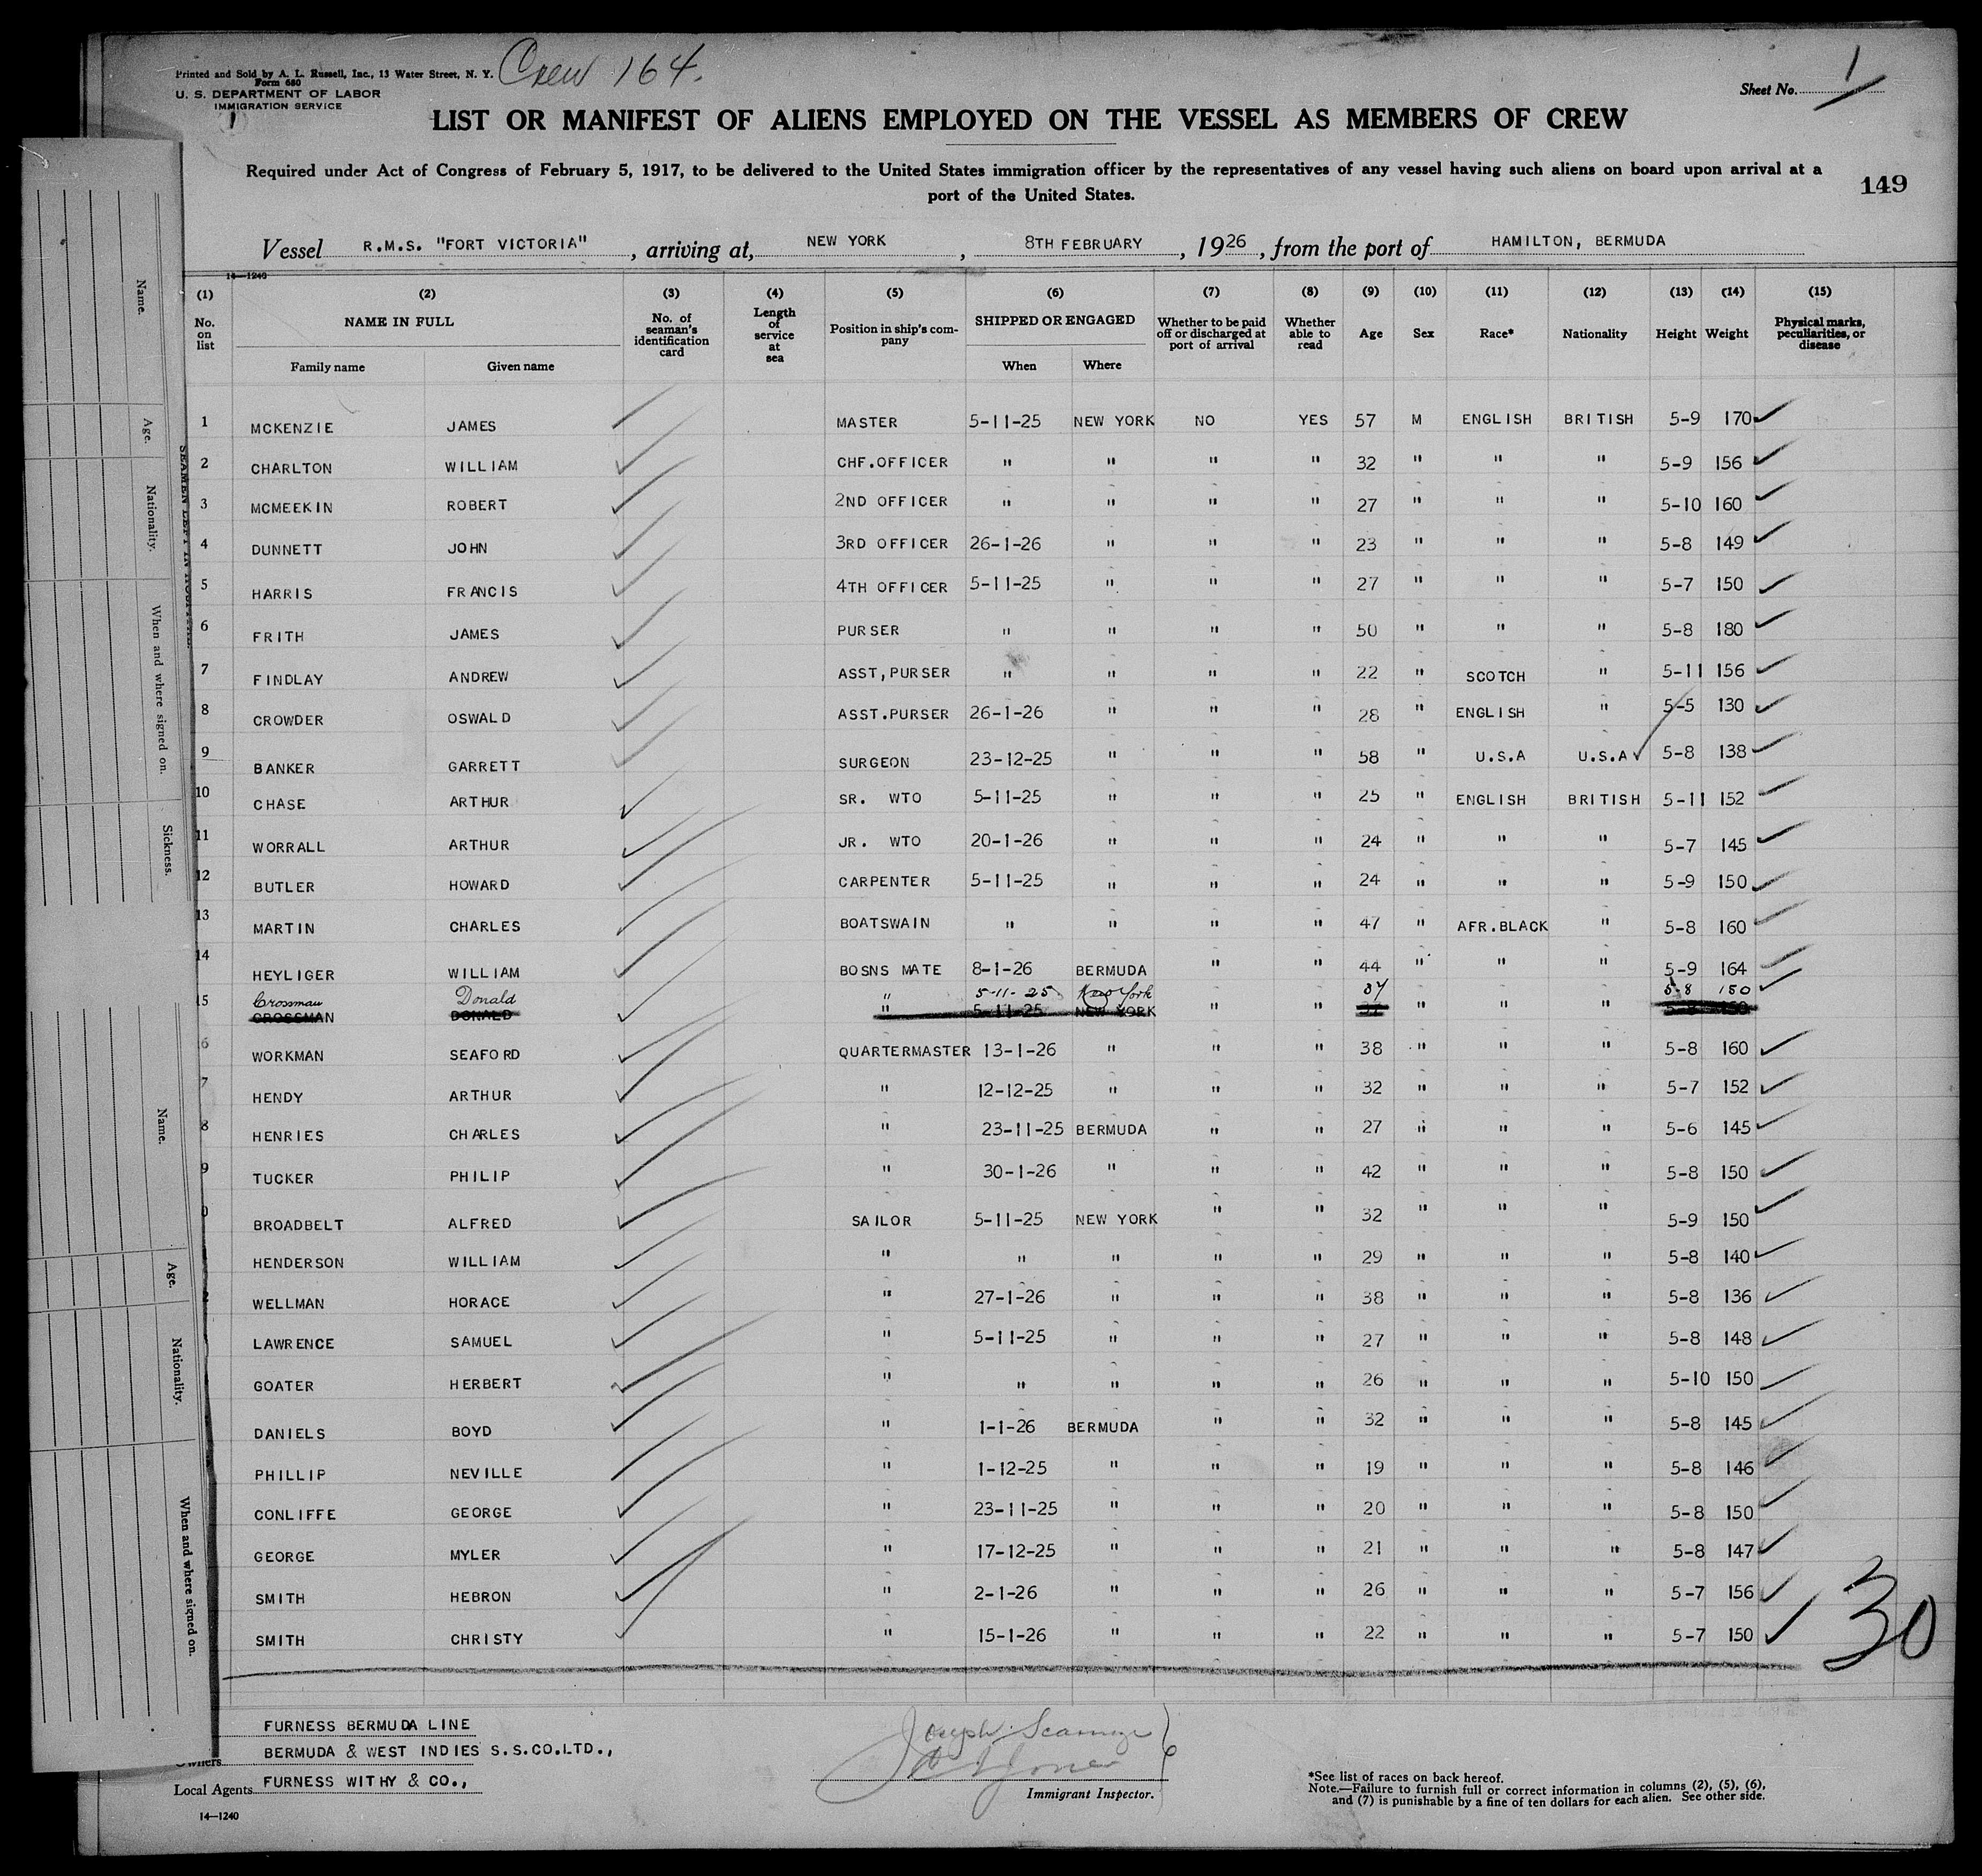 Printed and Sold by A. L. Russell, Inc., 13 Water Street, N. Y.
Form 680
U. S. DEPARTMENT OF LABOR
IMMIGRATION SERVICE
Crew 164.
Sheet No. 1
LIST OR MANIFEST OF ALIENS EMPLOYED ON THE VESSEL AS MEMBERS OF CREW
Required under Act of Congress of February 5, 1917, to be delivered to the United States immigration officer by the representatives of any vessel having such aliens on board upon arrival at a
port of the United States.
149
Vessel R.M.S. "FORT VICTORIA", arriving at, NEW YORK, 8TH FEBRUARY, 1926, from the port of HAMILTON, BERMUDA
14—1240
(1) (2) (3) (4) (5) (6) (7) (8) (9) (10) (11) (12) (13) (14) (15)
No. on list NAME IN FULL Family name Given name No. of seaman's identification card Length of service at sea Position in ship's company SHIPPED OR ENGAGED When Where Whether to be paid off or discharged at port of arrival Whether able to read Age Sex Race* Nationality Height Weight Physical marks, peculiarities, or disease
1 MCKENZIE JAMES MASTER 5-11-25 NEW YORK NO YES 57 M ENGLISH BRITISH 5-9 170
2 CHARLTON WILLIAM CHF.OFFICER " " " " 32 " " " 5-9 156
3 MCMEEKIN ROBERT 2ND OFFICER " " " " 27 " " " 5-10 160
4 DUNNETT JOHN 3RD OFFICER 26-1-26 " " " 23 " " " 5-8 149
5 HARRIS FRANCIS 4TH OFFICER 5-11-25 " " " 27 " " " 5-7 150
6 FRITH JAMES PURSER " " " " 50 " " " 5-8 180
7 FINDLAY ANDREW ASST,PURSER " " " " 22 " SCOTCH " 5-11 156
8 CROWDER OSWALD ASST.PURSER 26-1-26 " " " 28 " ENGLISH " 5-5 130
9 BANKER GARRETT SURGEON 23-12-25 " " " 58 " U.S.A U.S.A 5-8 138
10 CHASE ARTHUR SR. WTO 5-11-25 " " " 25 " ENGLISH BRITISH 5-11 152
11 WORRALL ARTHUR JR. WTO 20-1-26 " " " 24 " " " 5-7 145
12 BUTLER HOWARD CARPENTER 5-11-25 " " " 24 " " " 5-9 150
13 MARTIN CHARLES BOATSWAIN " " " " 47 " AFR.BLACK " 5-8 160
14 HEYLIGER WILLIAM BOSNS MATE 8-1-26 BERMUDA " " 44 " " " 5-9 164
Crossman Donald " 5-11-25 New York 37 5-8 150
15 CROSSMAN DONALD " 5-11-25 NEW YORK " " " " " 5-8 150
6 WORKMAN SEAFORD QUARTERMASTER 13-1-26 " " " 38 " " " 5-8 160
7 HENDY ARTHUR " 12-12-25 " " " 32 " " " 5-7 152
8 HENRIES CHARLES " 23-11-25 BERMUDA " " 27 " " " 5-6 145
9 TUCKER PHILIP " 30-1-26 " " " 42 " " " 5-8 150
0 BROADBELT ALFRED SAILOR 5-11-25 NEW YORK " " 32 " " " 5-9 150
HENDERSON WILLIAM " " " " " 29 " " " 5-8 140
WELLMAN HORACE " 27-1-26 " " " 38 " " " 5-8 136
LAWRENCE SAMUEL " 5-11-25 " " " 27 " " " 5-8 148
GOATER HERBERT " " " " " 26 " " " 5-10 150
DANIELS BOYD " 1-1-26 BERMUDA " " 32 " " " 5-8 145
PHILLIP NEVILLE " 1-12-25 " " " 19 " " " 5-8 146
CONLIFFE GEORGE " 23-11-25 " " " 20 " " " 5-8 150
GEORGE MYLER " 17-12-25 " " " 21 " " " 5-8 147
SMITH HEBRON " 2-1-26 " " " 26 " " " 5-7 156
SMITH CHRISTY " 15-1-26 " " " 22 " " " 5-7 150
30
FURNESS BERMUDA LINE
Owners BERMUDA & WEST INDIES S.S.CO.LTD.,
Local Agents FURNESS WITHY & CO.,
14—1240
Joseph
Jones
Immigrant Inspector.
*See list of races on back hereof.
Note.—Failure to furnish full or correct information in columns (2), (5), (6),
and (7) is punishable by a fine of ten dollars for each alien. See other side.
SEAMEN LEFT IN HOSPITAL
Name.
Age.
Nationality.
When and where signed on.
Sickness.
Name.
Age.
Nationality.
When and where signed on.